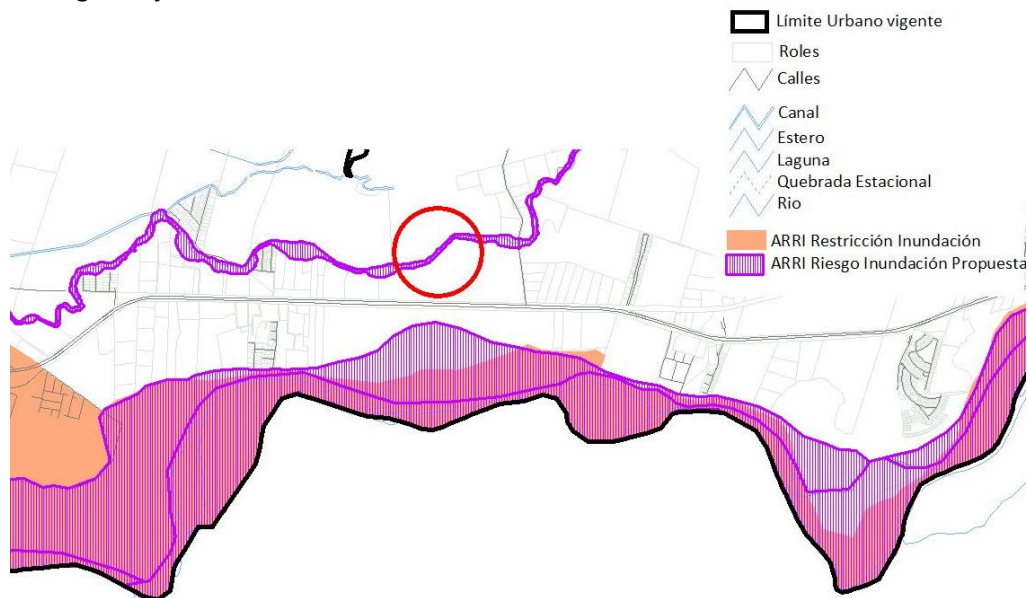 Límite Urbano vigente
Roles
Calles
Canal
Estero
Laguna
Quebrada Estacional
Rio
ARRI Restricción Inundación
ARRI Riesgo Inundación Propuesta